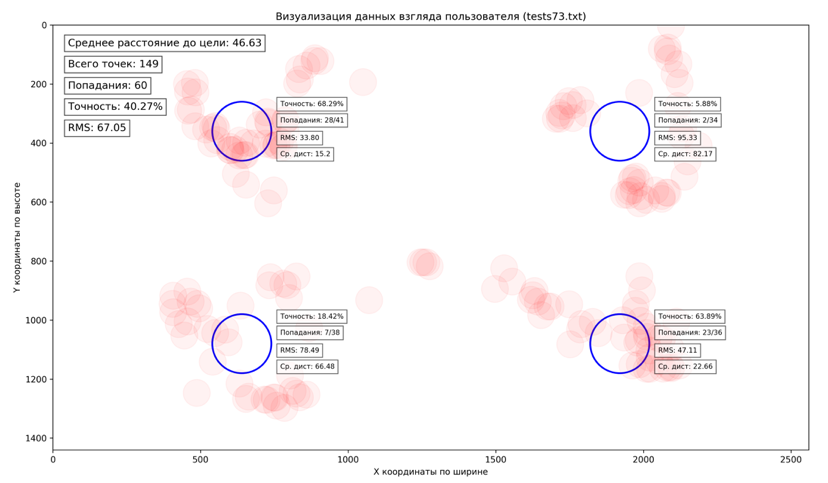 Визуализация данных взгляда пользователя (tests73.txt)
Среднее расстояние до цели: 46.63
Всего точек: 149
Попадания: 60
Точность: 40.27%
RMS: 67.05
Точность: 68.29%
Попадания: 28/41
RMS: 33.80
Ср. дист: 15.2
Точность: 5.88%
Попадания: 2/34
RMS: 95.33
Ср. дист: 82.17
Точность: 18.42%
Попадания: 7/38
RMS: 78.49
Ср. дист: 66.48
Точность: 63.89%
Попадания: 23/36
RMS: 47.11
Ср. дист: 22.66
Y координаты по высоте
0
200
400
600
800
1000
1200
1400
0
500
1000
1500
2000
2500
X координаты по ширине